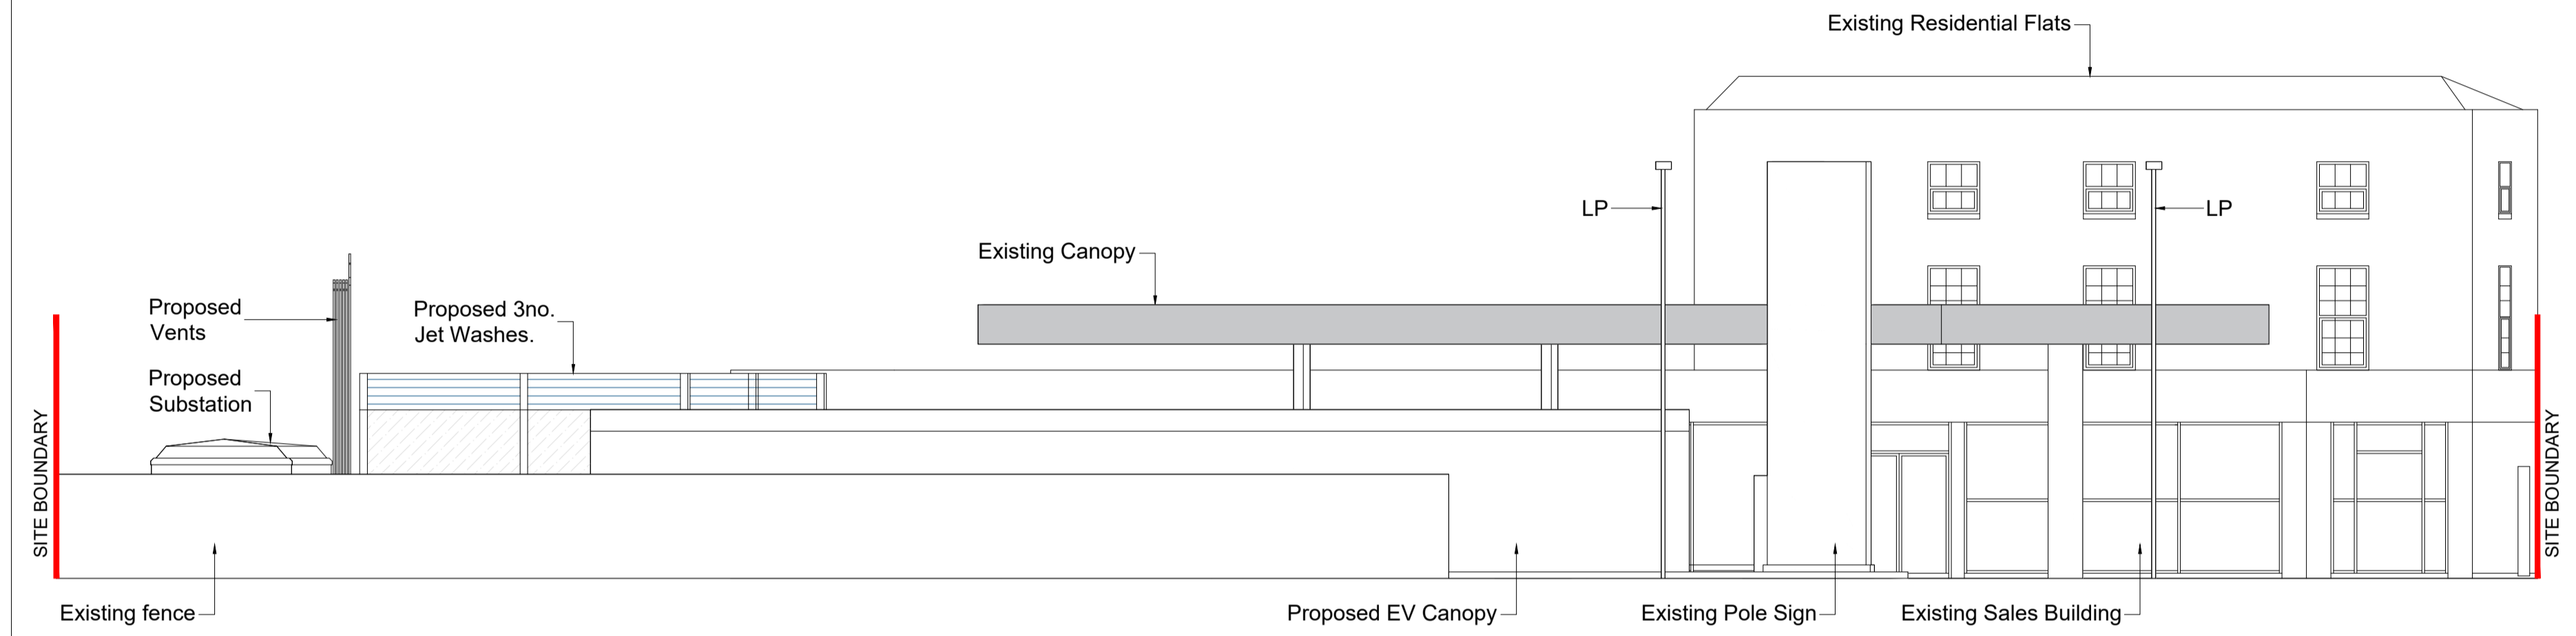 Existing Residential Flats
LP
LP
Existing Canopy
Proposed
Vents
Proposed 3no.
Jet Washes.
Proposed
Substation
SITE BOUNDARY
SITE BOUNDARY
Existing fence
Proposed EV Canopy
Existing Pole Sign
Existing Sales Building